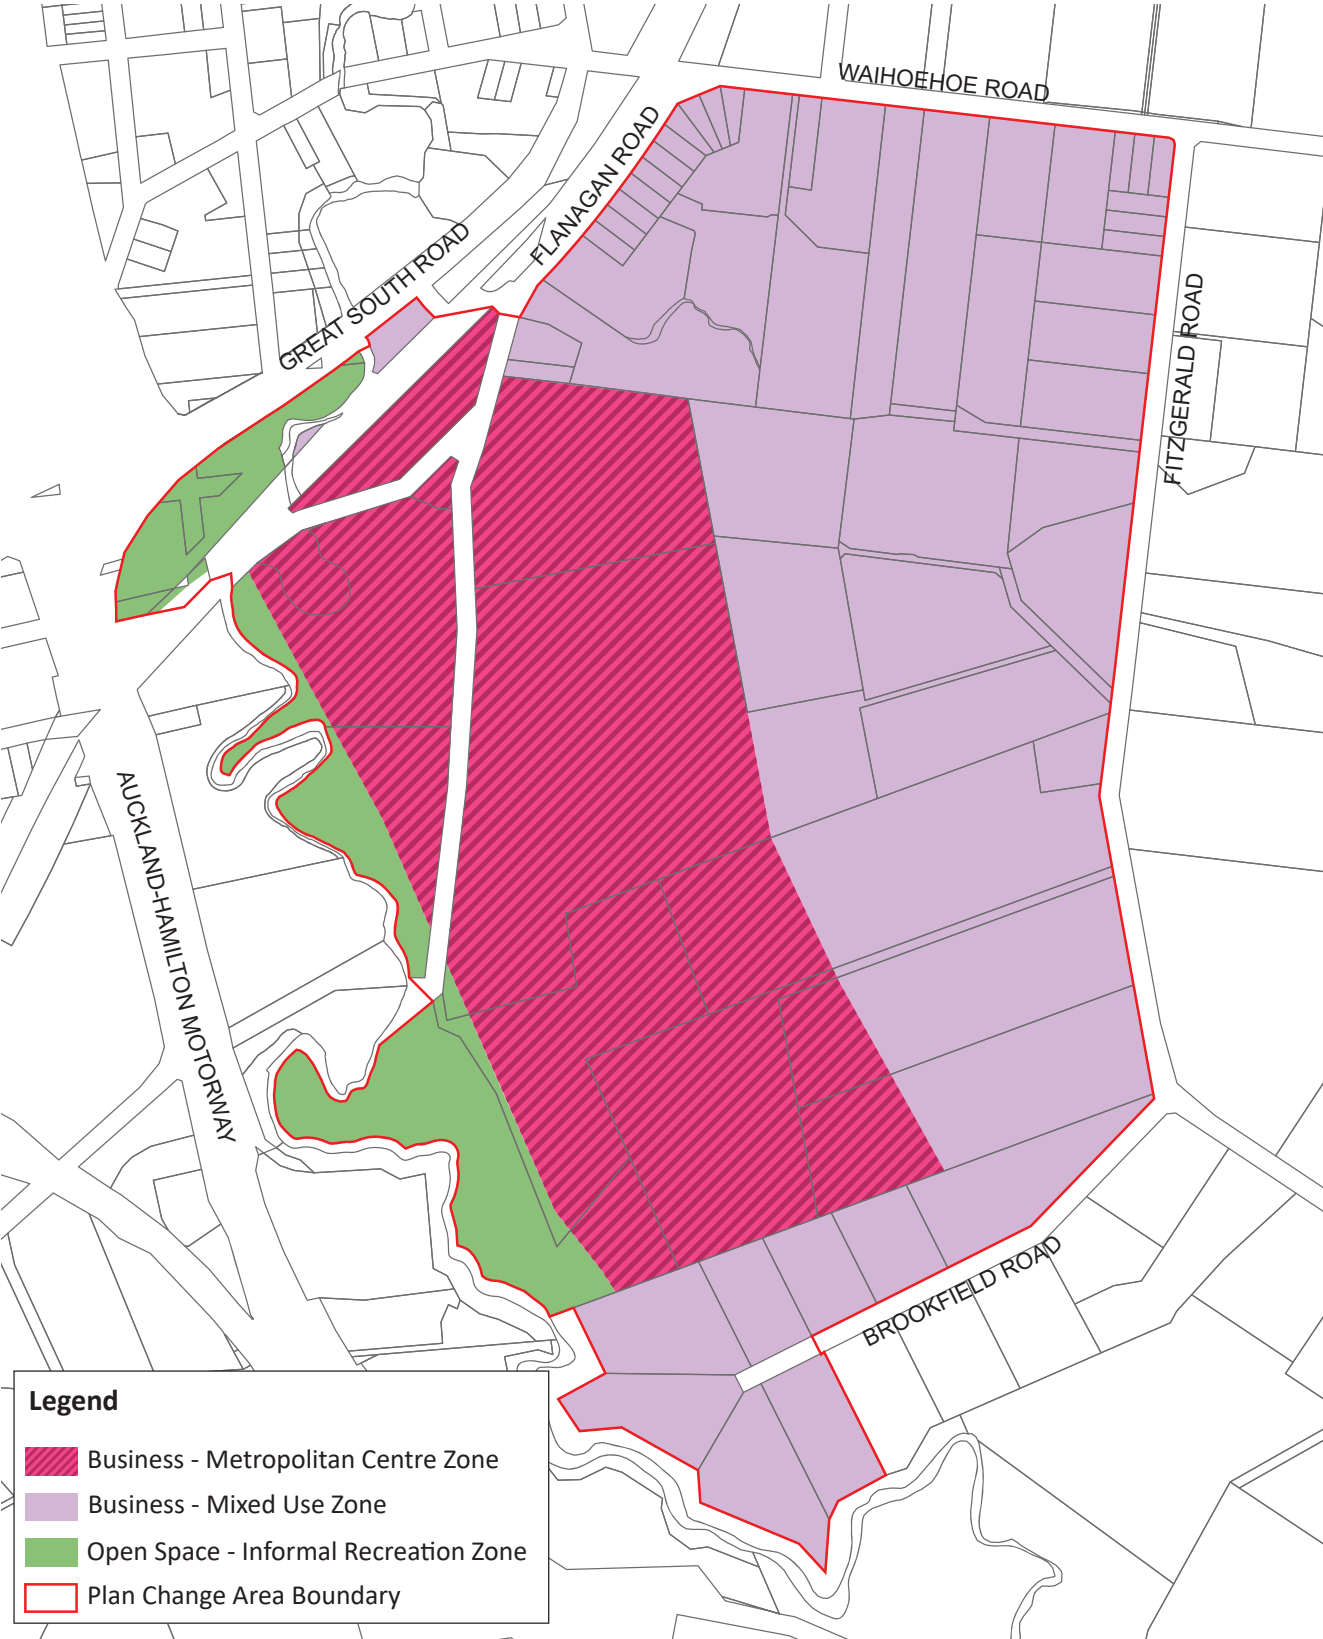 WAIHOEHOE ROAD
FLANAGAN ROAD
GREAT SOUTH ROAD
FITZGERALD ROAD
AUCKLAND-HAMILTON MOTORWAY
BROOKFIELD ROAD
Legend
Business - Metropolitan Centre Zone
Business - Mixed Use Zone
Open Space - Informal Recreation Zone
Plan Change Area Boundary